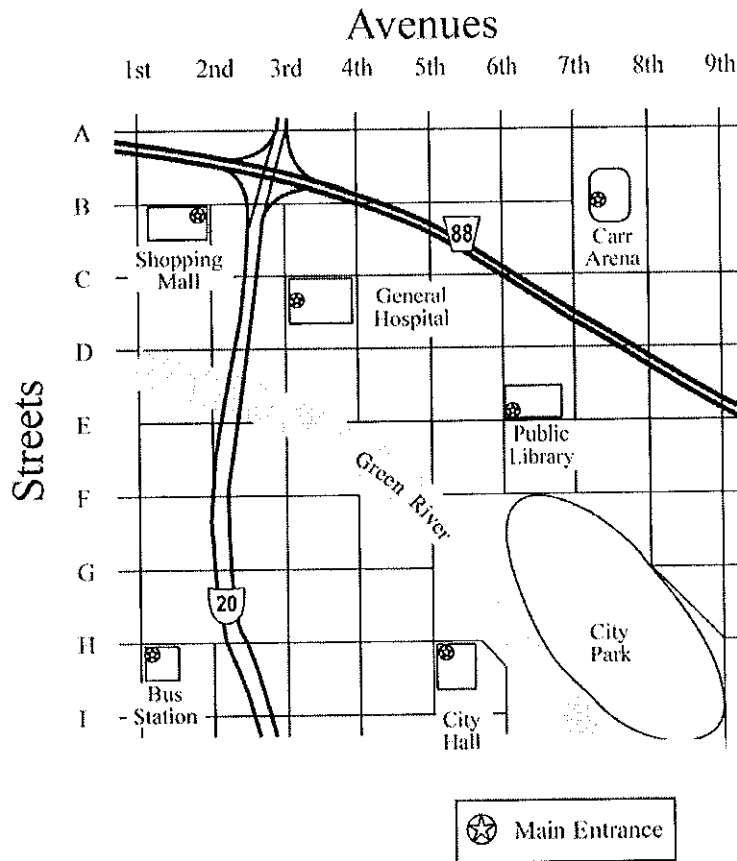 Avenues
1st 2nd 3rd 4th 5th 6th 7th 8th 9th
Streets
A
B
C
D
E
F
G
H
I
88
20
Carr
Arena
Shopping
Mall
General
Hospital
Public
Library
Green River
City
Park
Bus
Station
City
Hall
Main Entrance